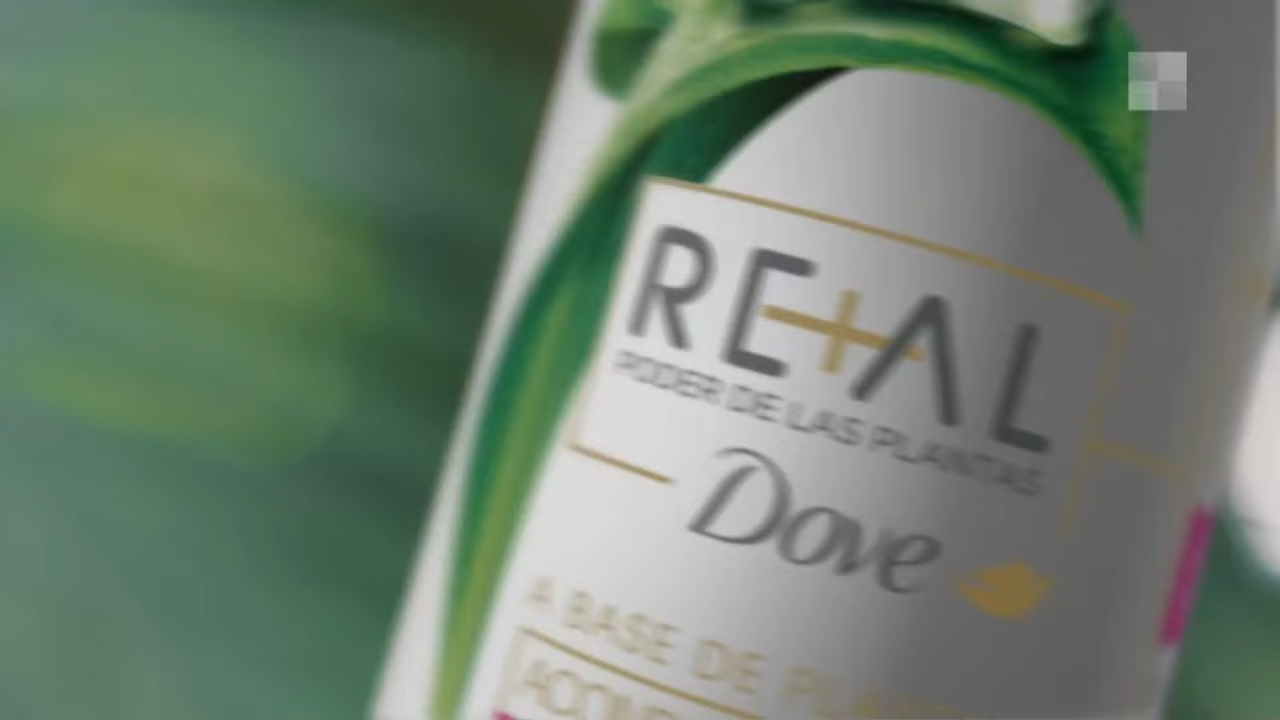 RE+AL
PODER DE LAS PLANTAS
Dove
A BASE DE